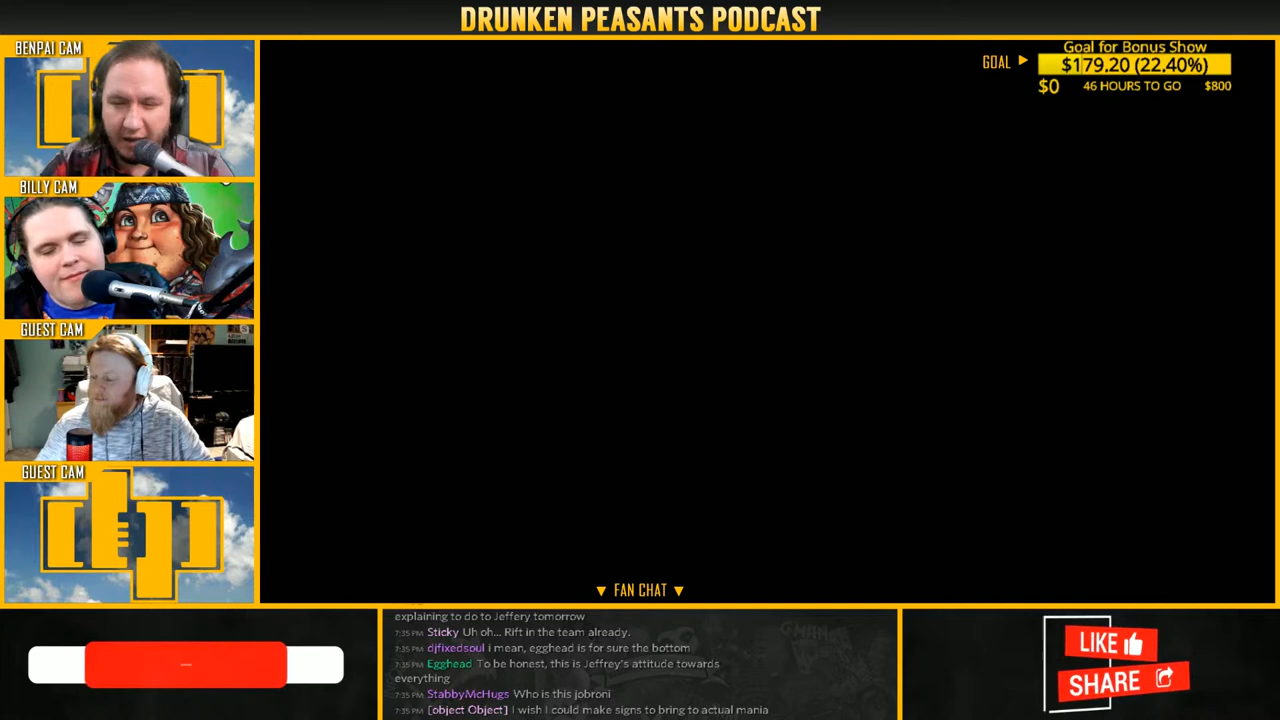 DRUNKEN PEASANTS PODCAST
BENPAI CAM
GOAL ▶
Goal for Bonus Show
$179.20 (22.40%)
$0 46 HOURS TO GO $800
BILLY CAM
GUEST CAM
GUEST CAM
▼ FAN CHAT ▼
explaining to do to Jeffery tomorrow
7:35 PM Sticky Uh oh... Rift in the team already.
7:35 PM djfixedsoul i mean, egghead is for sure the bottom
7:35 PM Egghead To be honest, this is Jeffrey's attitude towards
everything
7:35 PM StabbyMcHugs Who is this jobroni
7:35 PM [object Object] I wish I could make signs to bring to actual mania
LIKE
SHARE